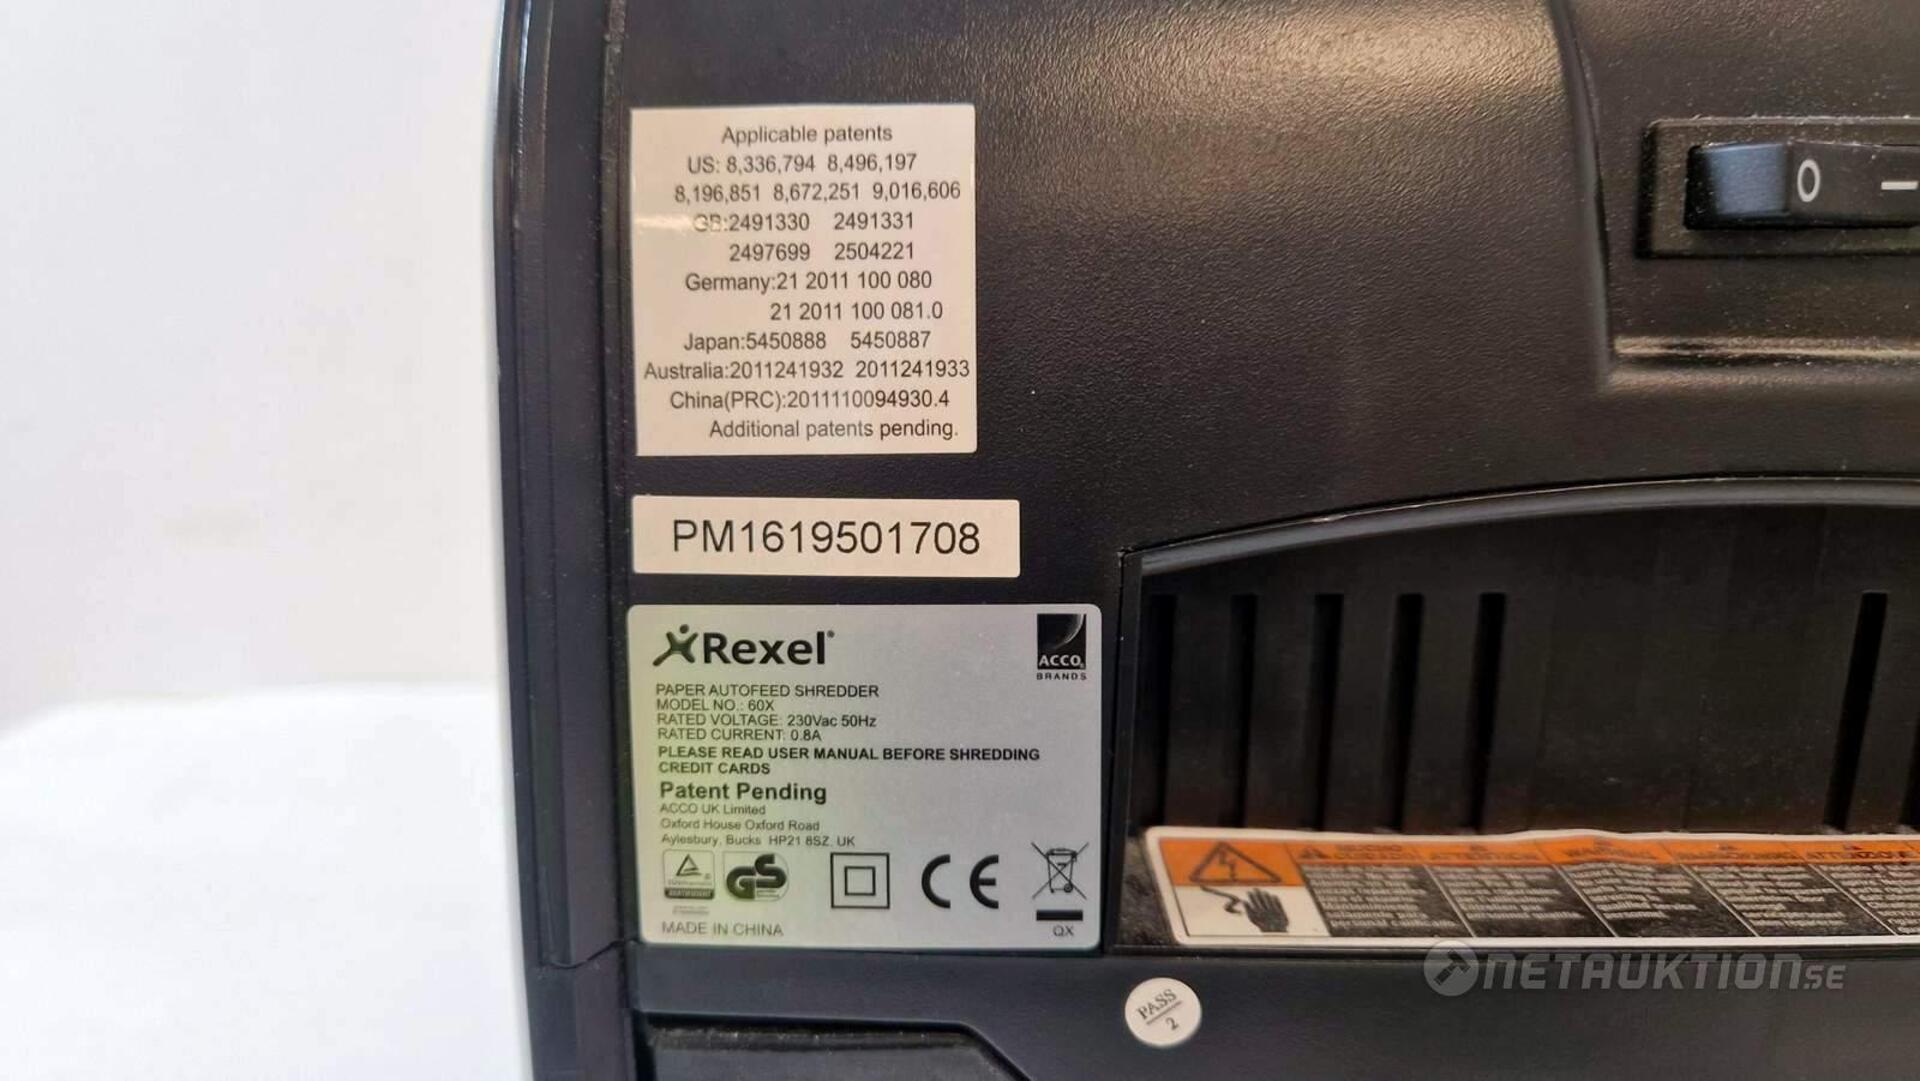 Applicable patents
US: 8,336,794 8,496,197
8,196,851 8,672,251 9,016,606
GB:2491330 2491331
2497699 2504221
Germany:21 2011 100 080
21 2011 100 081.0
Japan:5450888 5450887
Australia:2011241932 2011241933
China(PRC):2011110094930.4
Additional patents pending.
PM1619501708
Rexel®
ACCO®
BRANDS
PAPER AUTOFEED SHREDDER
MODEL NO.: 60X
RATED VOLTAGE: 230Vac 50Hz
RATED CURRENT: 0.8A
PLEASE READ USER MANUAL BEFORE SHREDDING
CREDIT CARDS
Patent Pending
ACCO UK Limited
Oxford House Oxford Road
Aylesbury, Bucks HP21 8SZ, UK
GS
CE
MADE IN CHINA
QX
O
PASS
2
NETAUKTION.SE